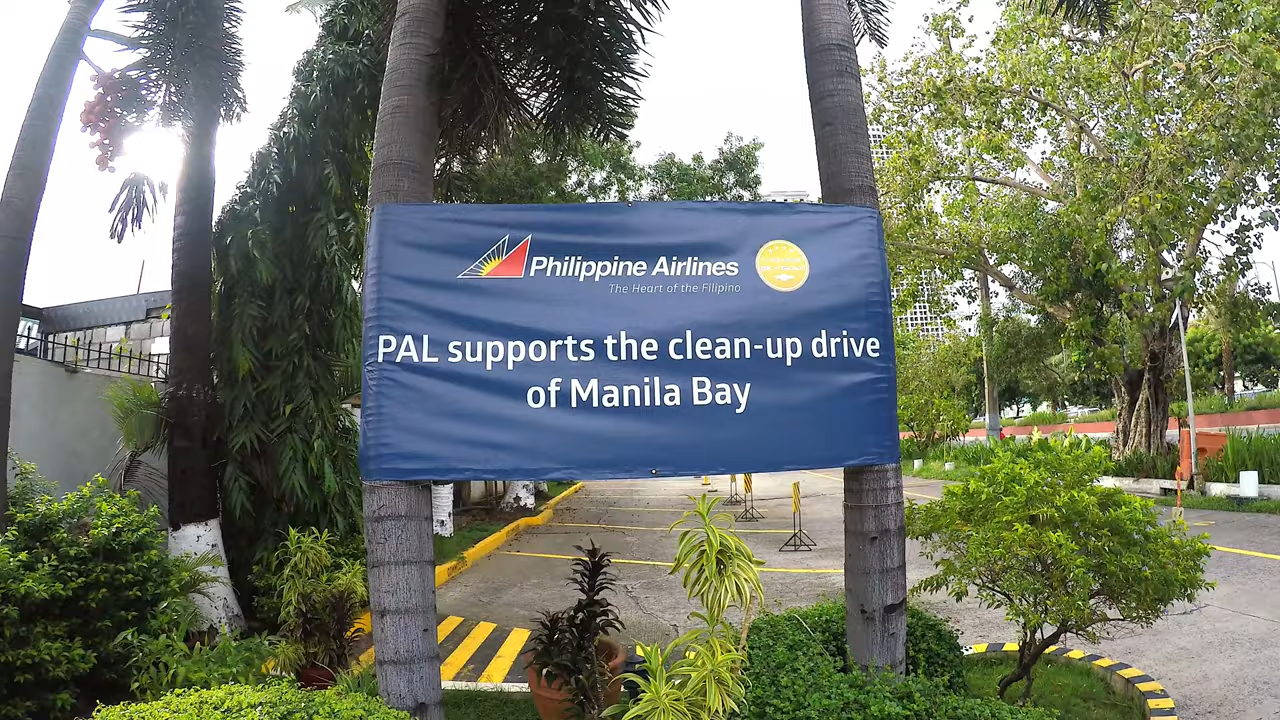 Philippine Airlines
The Heart of the Filipino
PAL supports the clean-up drive
of Manila Bay